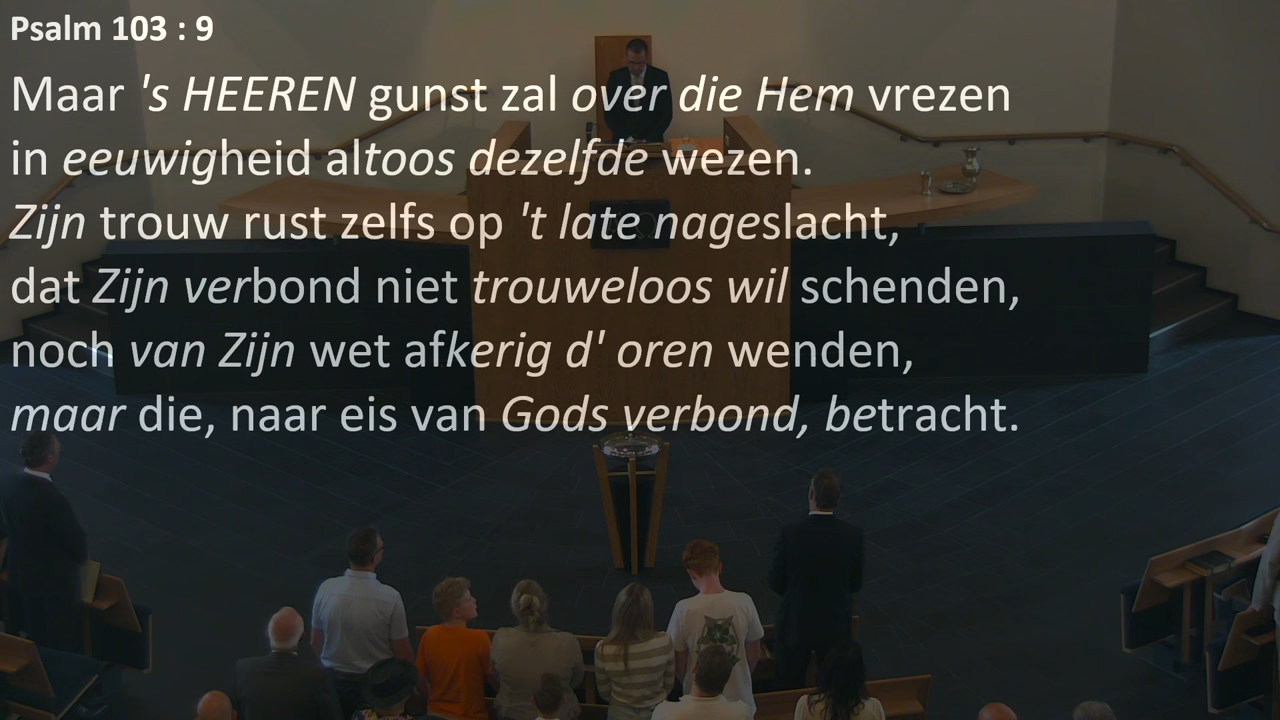 Psalm 103 : 9
Maar 's HEEREN gunst zal over die Hem vrezen
in eeuwigheid altoos dezelfde wezen.
Zijn trouw rust zelfs op 't late nageslacht,
dat Zijn verbond niet trouweloos wil schenden,
noch van Zijn wet afkerig d' oren wenden,
maar die, naar eis van Gods verbond, betracht.